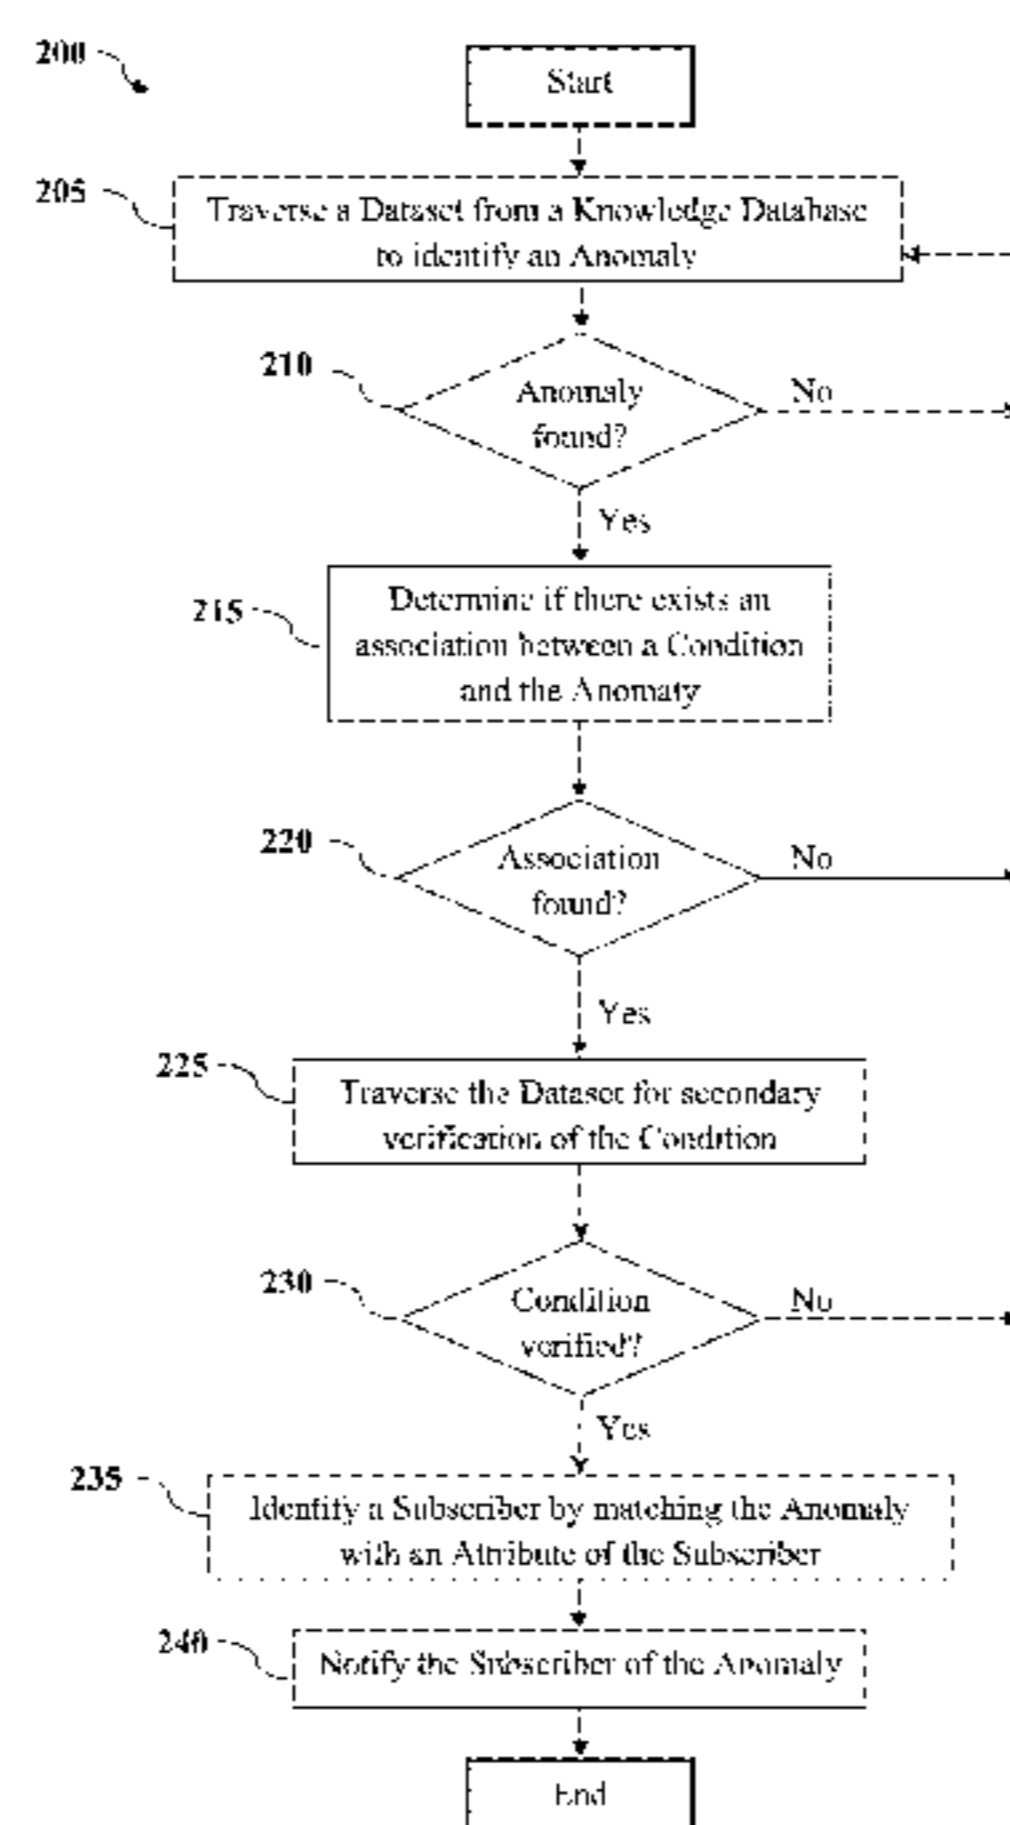 200
Start
205
Traverse a Dataset from a Knowledge Database
to identify an Anomaly
210
Anomaly
found?
No
Yes
215
Determine if there exists an
association between a Condition
and the Anomaly
220
Association
found?
No
Yes
225
Traverse the Dataset for secondary
verification of the Condition
230
Condition
verified?
No
Yes
235
Identify a Subscriber by matching the Anomaly
with an Attribute of the Subscriber
240
Notify the Subscriber of the Anomaly
End